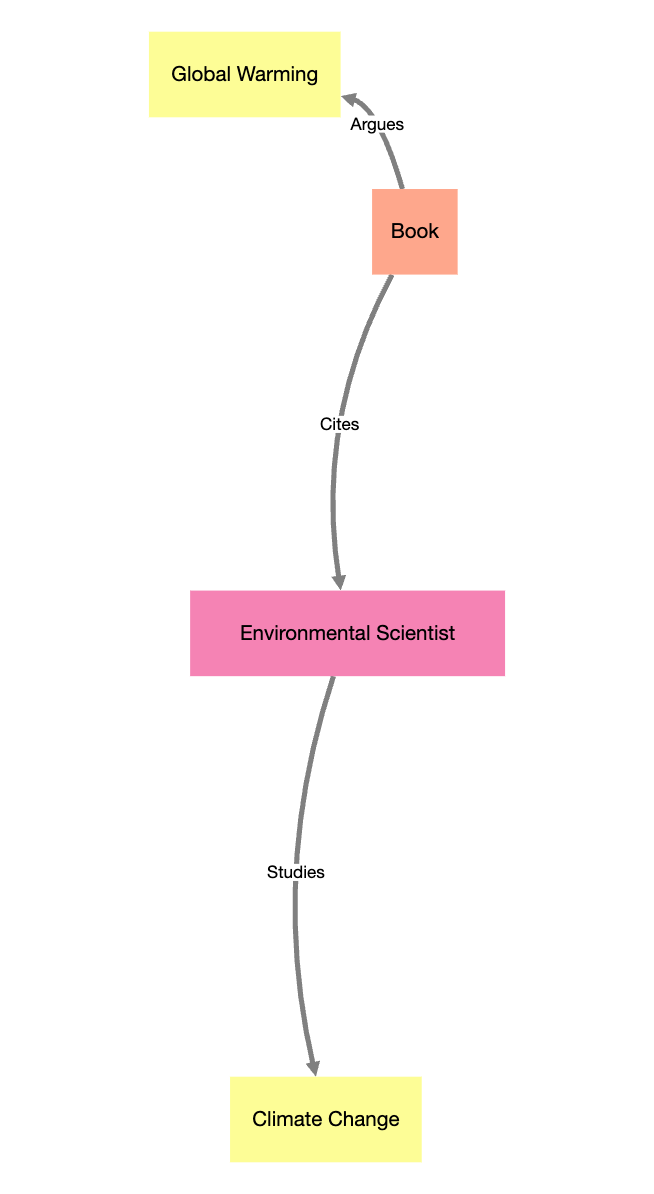 Global Warming
Argues
Book
Cites
Environmental Scientist
Studies
Climate Change